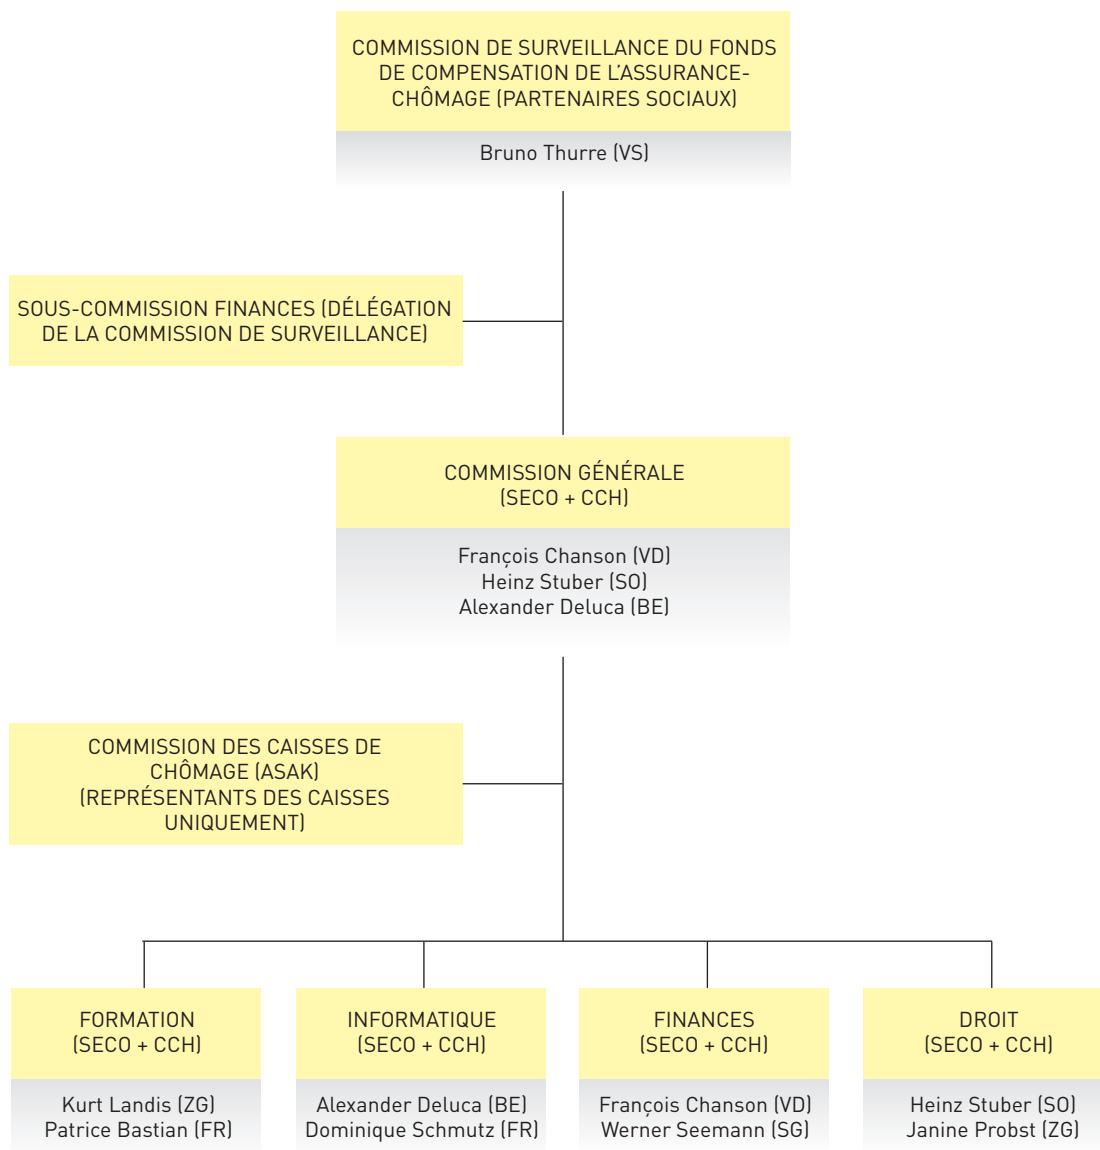 COMMISSION DE SURVEILLANCE DU FONDS
DE COMPENSATION DE L'ASSURANCE-
CHÔMAGE (PARTENAIRES SOCIAUX)
Bruno Thurre (VS)
SOUS-COMMISSION FINANCES (DÉLÉGATION
DE LA COMMISSION DE SURVEILLANCE)
COMMISSION GÉNÉRALE
(SECO + CCH)
François Chanson (VD)
Heinz Stuber (SO)
Alexander Deluca (BE)
COMMISSION DES CAISSES DE
CHÔMAGE (ASAK)
(REPRÉSENTANTS DES CAISSES
UNIQUEMENT)
FORMATION
(SECO + CCH)
Kurt Landis (ZG)
Patrice Bastian (FR)
INFORMATIQUE
(SECO + CCH)
Alexander Deluca (BE)
Dominique Schmutz (FR)
FINANCES
(SECO + CCH)
François Chanson (VD)
Werner Seemann (SG)
DROIT
(SECO + CCH)
Heinz Stuber (SO)
Janine Probst (ZG)